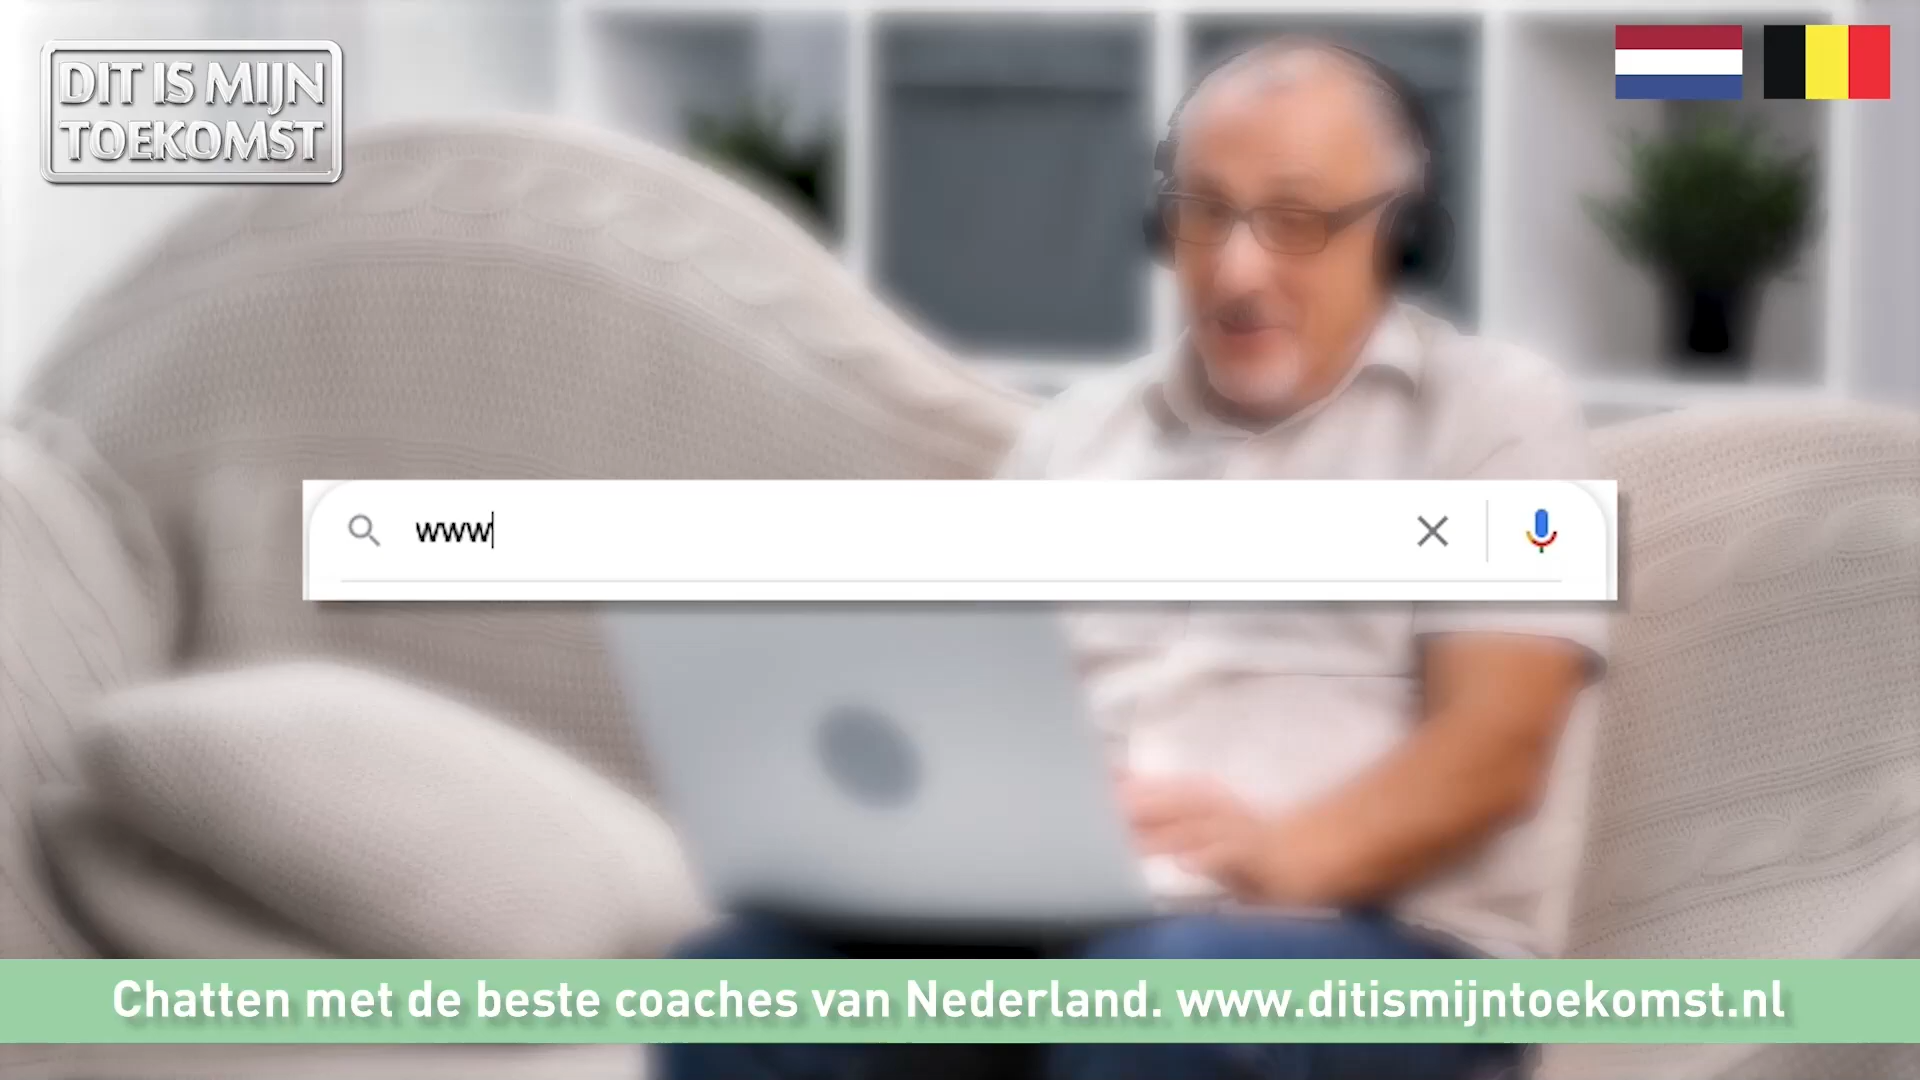 DIT IS MIJN
TOEKOMST
www
Chatten met de beste coaches van Nederland. www.ditismijntoekomst.nl